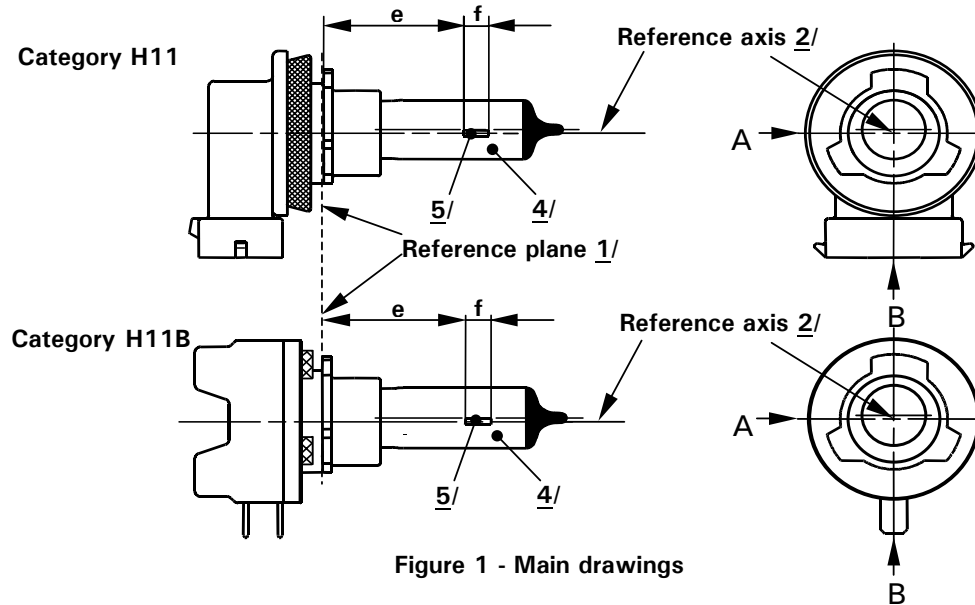 e f
Category H11
Reference axis 2/
A
5/ 4/
Reference plane 1/
B
e f
Category H11B
Reference axis 2/
A
5/ 4/
Figure 1 - Main drawings
B